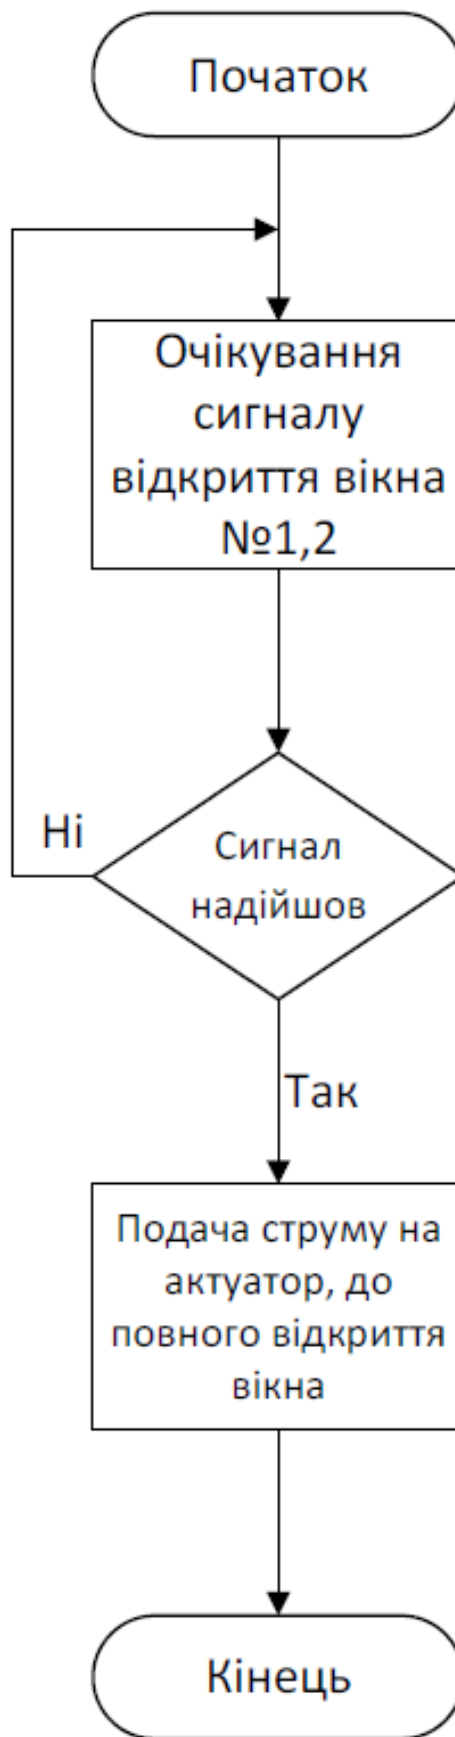 Початок
Очікування
сигналу
відкриття вікна
№1,2
Ні
Сигнал
надійшов
Так
Подача струму на
актуатор, до
повного відкриття
вікна
Кінець